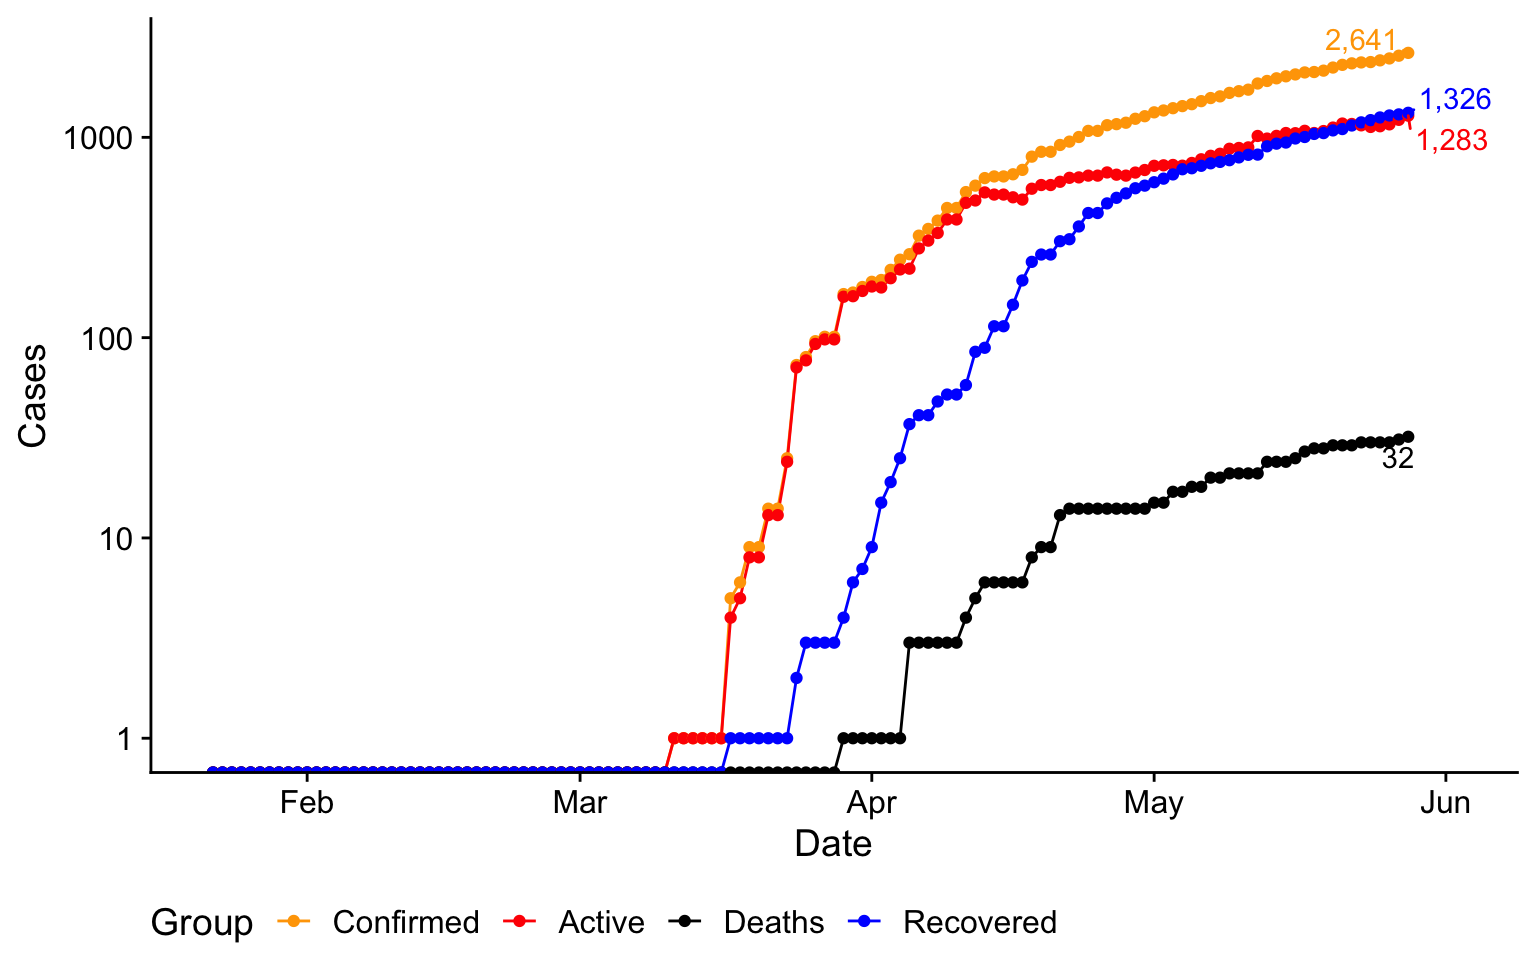 2,641
1,326
1,283
32
1000
100
10
1
Cases
Feb Mar Apr May Jun
Date
Group Confirmed Active Deaths Recovered